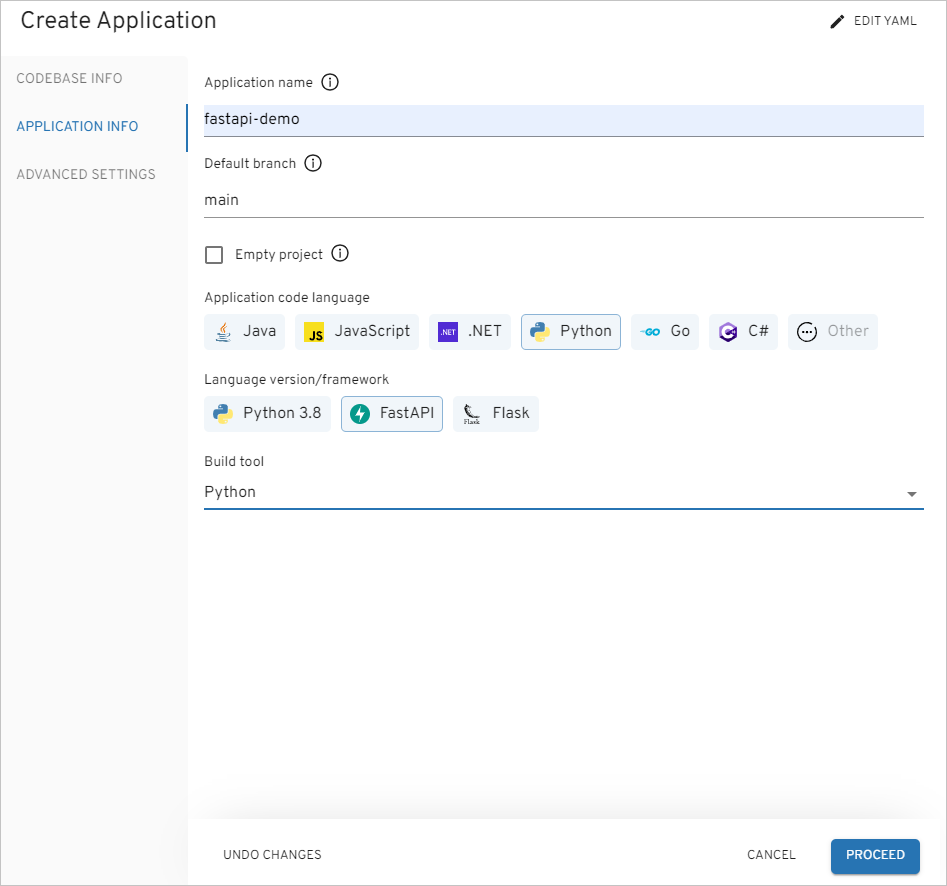 Create Application
EDIT YAML
CODEBASE INFO
APPLICATION INFO
ADVANCED SETTINGS
Application name
fastapi-demo
Default branch
main
Empty project
Application code language
Java JS JavaScript .NET .NET Python GO Go C# Other
Language version/framework
Python 3.8 FastAPI Flask Flask
Build tool
Python
UNDO CHANGES CANCEL PROCEED